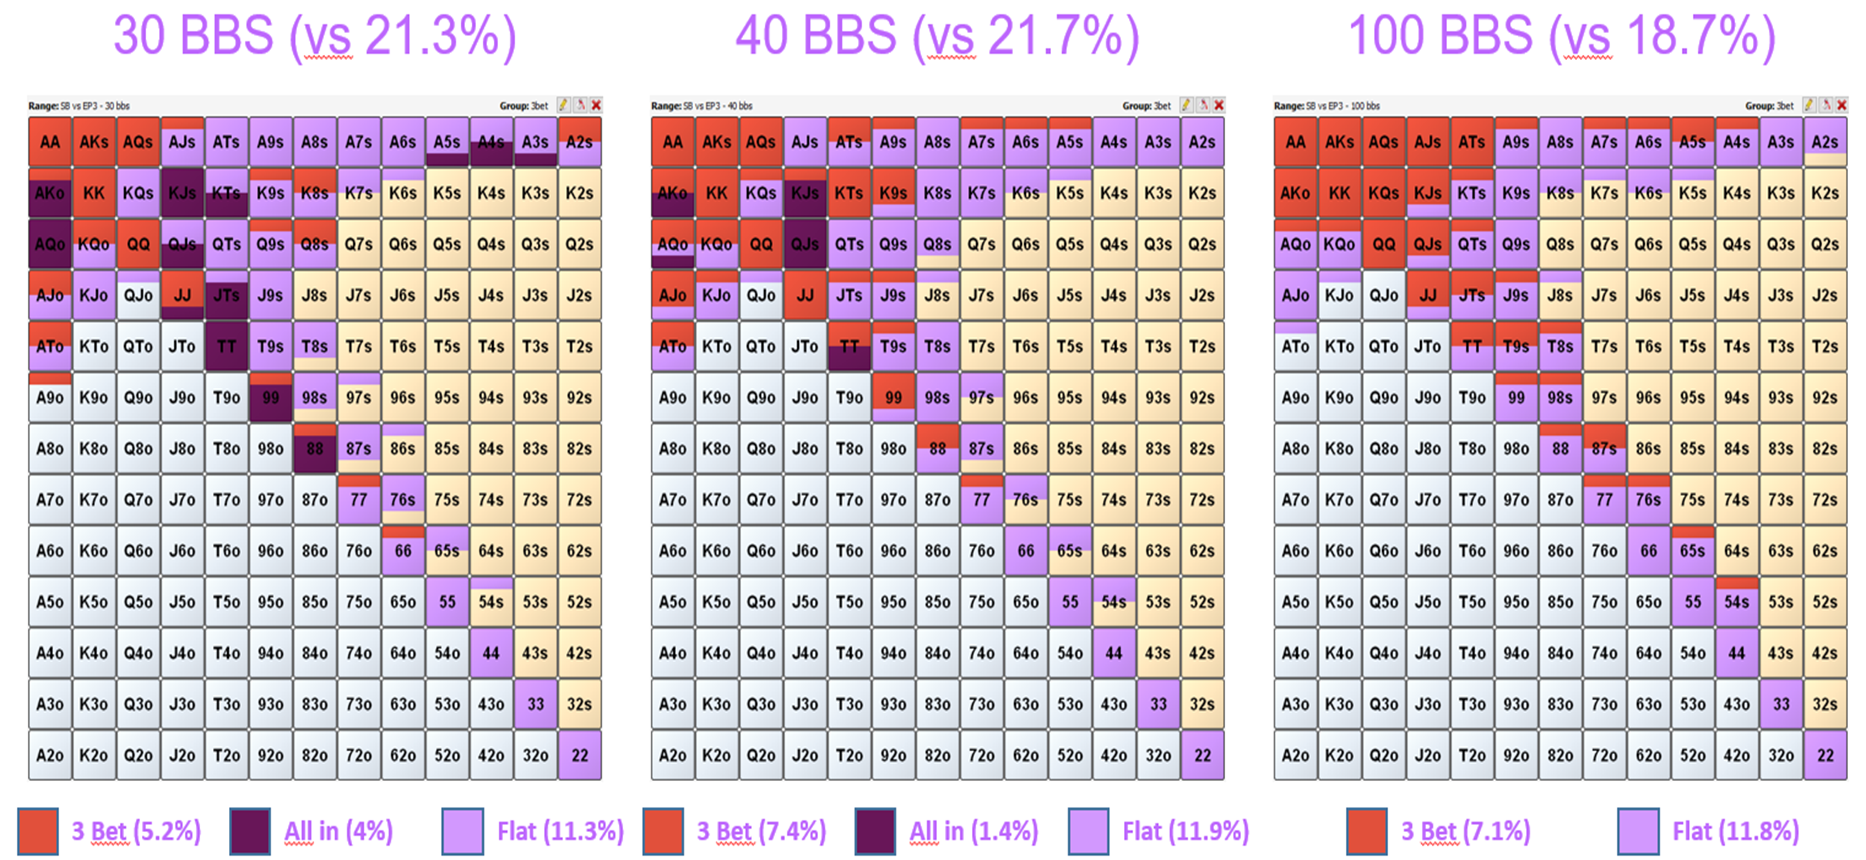 30 BBS (vs 21.3%)
40 BBS (vs 21.7%)
100 BBS (vs 18.7%)
Range: SB vs EP3 - 30 bbs
Group: 3bet
AA AKs AQs AJs ATs A9s A8s A7s A6s A5s A4s A3s A2s
AKo KK KQs KJs KTs K9s K8s K7s K6s K5s K4s K3s K2s
AQo KQo QQ QJs QTs Q9s Q8s Q7s Q6s Q5s Q4s Q3s Q2s
AJo KJo QJo JJ JTs J9s J8s J7s J6s J5s J4s J3s J2s
ATo KTo QTo JTo TT T9s T8s T7s T6s T5s T4s T3s T2s
A9o K9o Q9o J9o T9o 99 98s 97s 96s 95s 94s 93s 92s
A8o K8o Q8o J8o T8o 98o 88 87s 86s 85s 84s 83s 82s
A7o K7o Q7o J7o T7o 97o 87o 77 76s 75s 74s 73s 72s
A6o K6o Q6o J6o T6o 96o 86o 76o 66 65s 64s 63s 62s
A5o K5o Q5o J5o T5o 95o 85o 75o 65o 55 54s 53s 52s
A4o K4o Q4o J4o T4o 94o 84o 74o 64o 54o 44 43s 42s
A3o K3o Q3o J3o T3o 93o 83o 73o 63o 53o 43o 33 32s
A2o K2o Q2o J2o T2o 92o 82o 72o 62o 52o 42o 32o 22
3 Bet (5.2%)
All in (4%)
Flat (11.3%)
Range: SB vs EP3 - 40 bbs
Group: 3bet
AA AKs AQs AJs ATs A9s A8s A7s A6s A5s A4s A3s A2s
AKo KK KQs KJs KTs K9s K8s K7s K6s K5s K4s K3s K2s
AQo KQo QQ QJs QTs Q9s Q8s Q7s Q6s Q5s Q4s Q3s Q2s
AJo KJo QJo JJ JTs J9s J8s J7s J6s J5s J4s J3s J2s
ATo KTo QTo JTo TT T9s T8s T7s T6s T5s T4s T3s T2s
A9o K9o Q9o J9o T9o 99 98s 97s 96s 95s 94s 93s 92s
A8o K8o Q8o J8o T8o 98o 88 87s 86s 85s 84s 83s 82s
A7o K7o Q7o J7o T7o 97o 87o 77 76s 75s 74s 73s 72s
A6o K6o Q6o J6o T6o 96o 86o 76o 66 65s 64s 63s 62s
A5o K5o Q5o J5o T5o 95o 85o 75o 65o 55 54s 53s 52s
A4o K4o Q4o J4o T4o 94o 84o 74o 64o 54o 44 43s 42s
A3o K3o Q3o J3o T3o 93o 83o 73o 63o 53o 43o 33 32s
A2o K2o Q2o J2o T2o 92o 82o 72o 62o 52o 42o 32o 22
3 Bet (7.4%)
All in (1.4%)
Flat (11.9%)
Range: SB vs EP3 - 100 bbs
Group: 3bet
AA AKs AQs AJs ATs A9s A8s A7s A6s A5s A4s A3s A2s
AKo KK KQs KJs KTs K9s K8s K7s K6s K5s K4s K3s K2s
AQo KQo QQ QJs QTs Q9s Q8s Q7s Q6s Q5s Q4s Q3s Q2s
AJo KJo QJo JJ JTs J9s J8s J7s J6s J5s J4s J3s J2s
ATo KTo QTo JTo TT T9s T8s T7s T6s T5s T4s T3s T2s
A9o K9o Q9o J9o T9o 99 98s 97s 96s 95s 94s 93s 92s
A8o K8o Q8o J8o T8o 98o 88 87s 86s 85s 84s 83s 82s
A7o K7o Q7o J7o T7o 97o 87o 77 76s 75s 74s 73s 72s
A6o K6o Q6o J6o T6o 96o 86o 76o 66 65s 64s 63s 62s
A5o K5o Q5o J5o T5o 95o 85o 75o 65o 55 54s 53s 52s
A4o K4o Q4o J4o T4o 94o 84o 74o 64o 54o 44 43s 42s
A3o K3o Q3o J3o T3o 93o 83o 73o 63o 53o 43o 33 32s
A2o K2o Q2o J2o T2o 92o 82o 72o 62o 52o 42o 32o 22
3 Bet (7.1%)
Flat (11.8%)